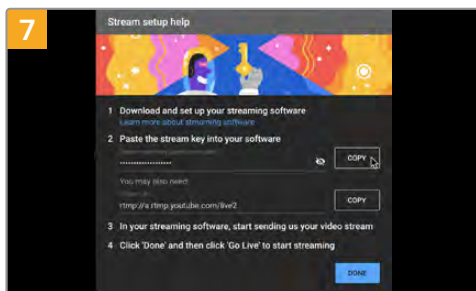 7
Stream setup help
1 Download and set up your streaming software
Learn more about streaming software
2 Paste the stream key into your software
COPY
You may also need:
rtmp://a.rtmp.youtube.com/live2
COPY
3 In your streaming software, start sending us your video stream
4 Click 'Done' and then click 'Go Live' to start streaming
DONE